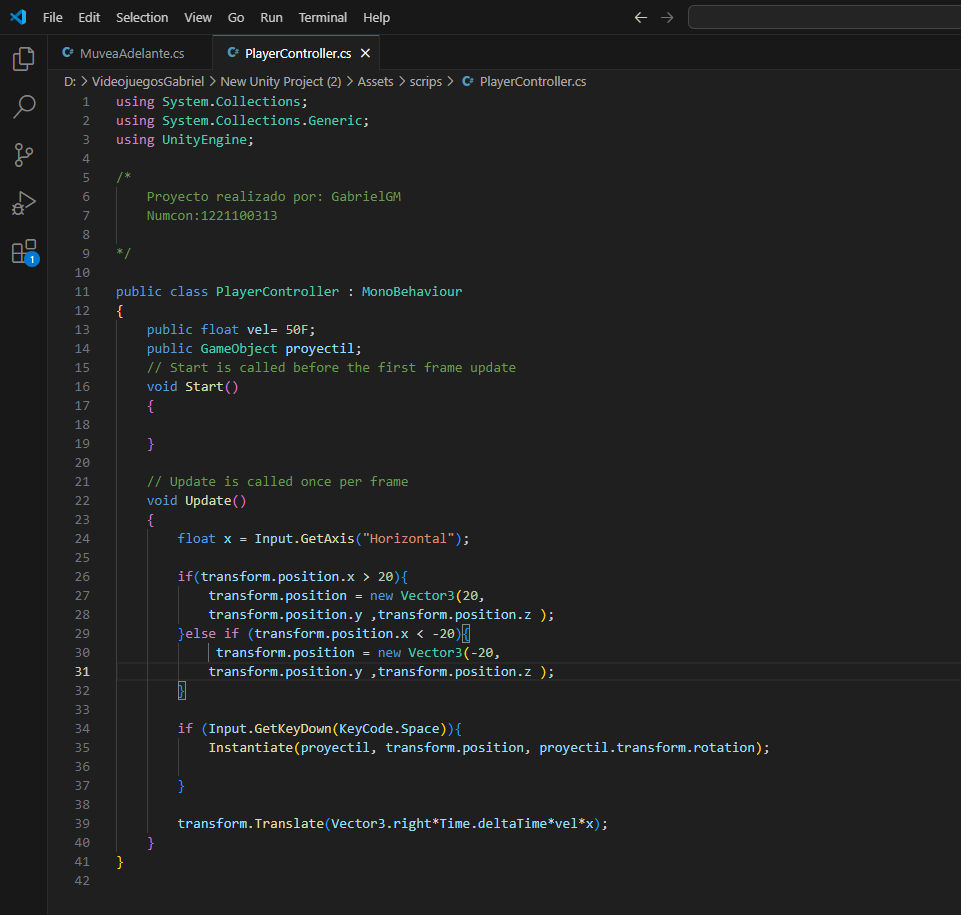 File Edit Selection View Go Run Terminal Help
MuveaAdelante.cs
PlayerController.cs
D: > VideojuegosGabriel > New Unity Project (2) > Assets > scrips > PlayerController.cs
1 using System.Collections;
2 using System.Collections.Generic;
3 using UnityEngine;
4
5 /*
6     Proyecto realizado por: GabrielGM
7     Numcon:1221100313
8
9 */
10
11 public class PlayerController : MonoBehaviour
12 {
13     public float vel= 50F;
14     public GameObject proyectil;
15     // Start is called before the first frame update
16     void Start()
17     {
18
19     }
20
21     // Update is called once per frame
22     void Update()
23     {
24         float x = Input.GetAxis("Horizontal");
25
26         if(transform.position.x > 20){
27             transform.position = new Vector3(20,
28             transform.position.y ,transform.position.z );
29         }else if (transform.position.x < -20){
30              transform.position = new Vector3(-20,
31             transform.position.y ,transform.position.z );
32         }
33
34         if (Input.GetKeyDown(KeyCode.Space)){
35             Instantiate(proyectil, transform.position, proyectil.transform.rotation);
36
37         }
38
39         transform.Translate(Vector3.right*Time.deltaTime*vel*x);
40     }
41 }
42
1